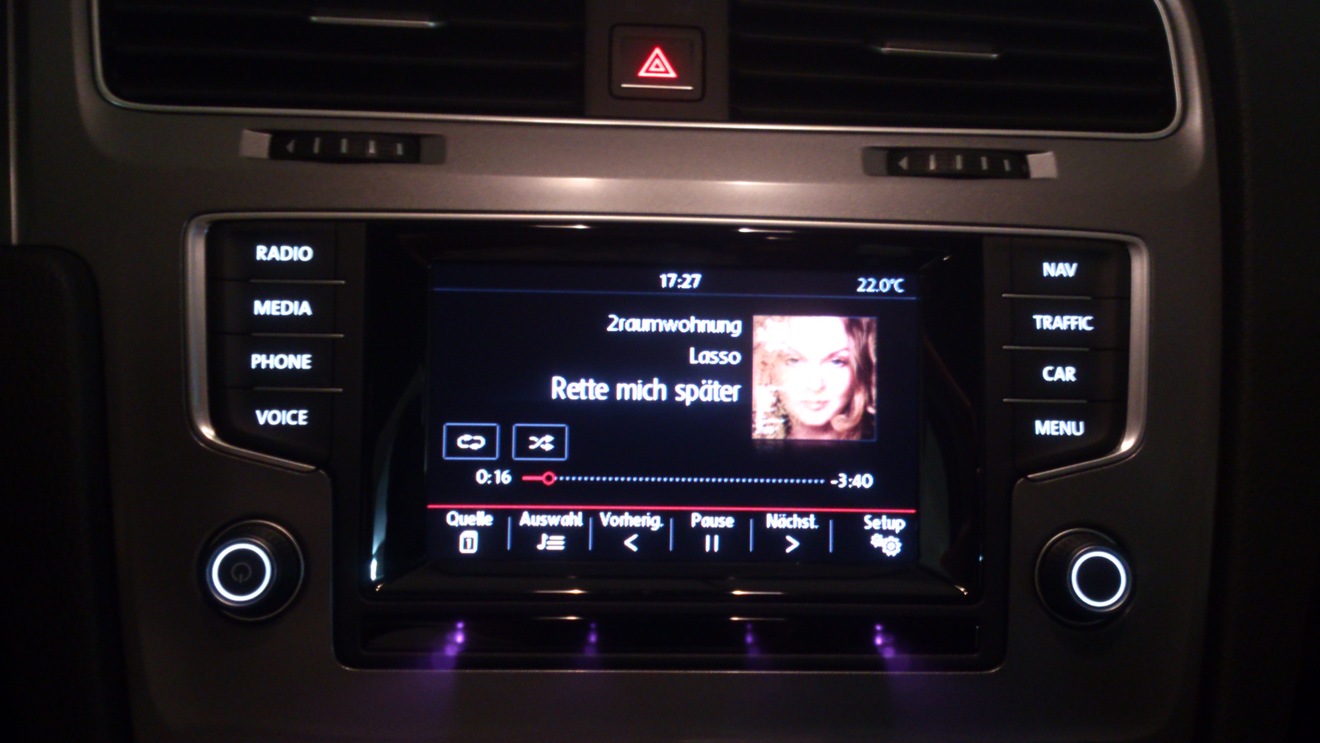 RADIO
MEDIA
PHONE
VOICE
17:27
22.0°C
2raumwohnung
Lasso
Rette mich später
0:16
-3:40
Quelle
1
Auswahl
Vorherig.
Pause
Nächst.
Setup
NAV
TRAFFIC
CAR
MENU